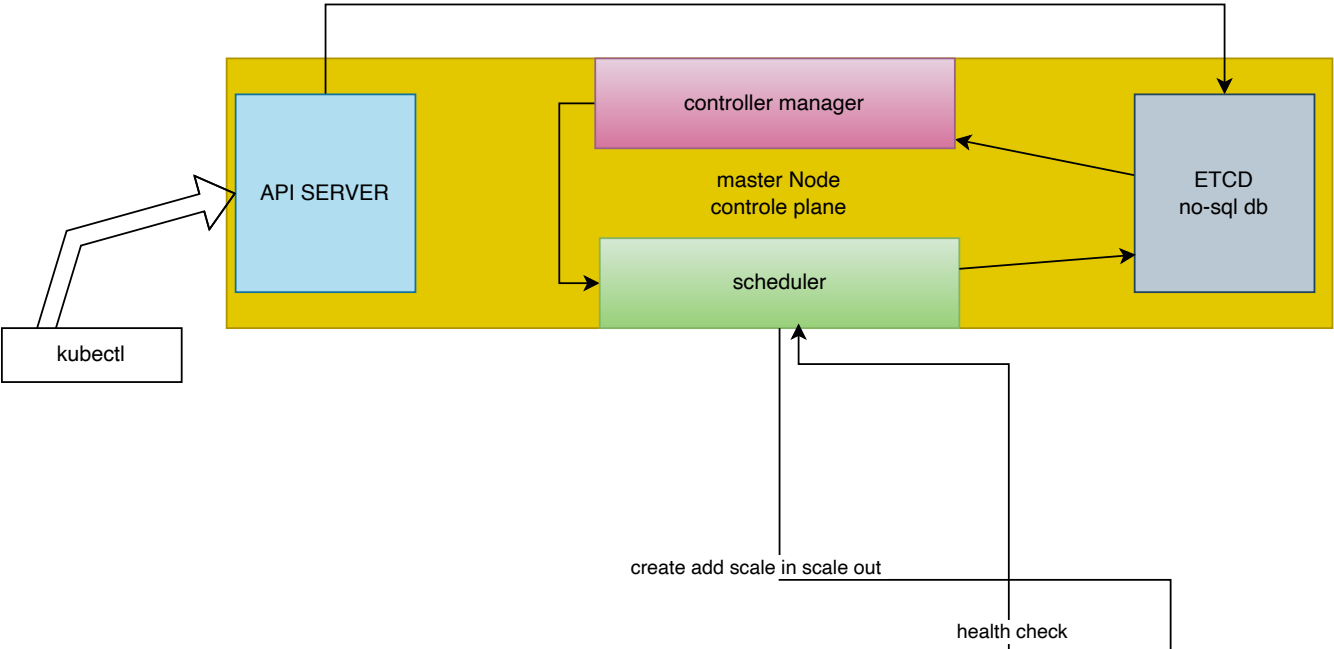 controller manager
API SERVER
master Node
controle plane
ETCD
no-sql db
scheduler
kubectl
create add scale in scale out
health check